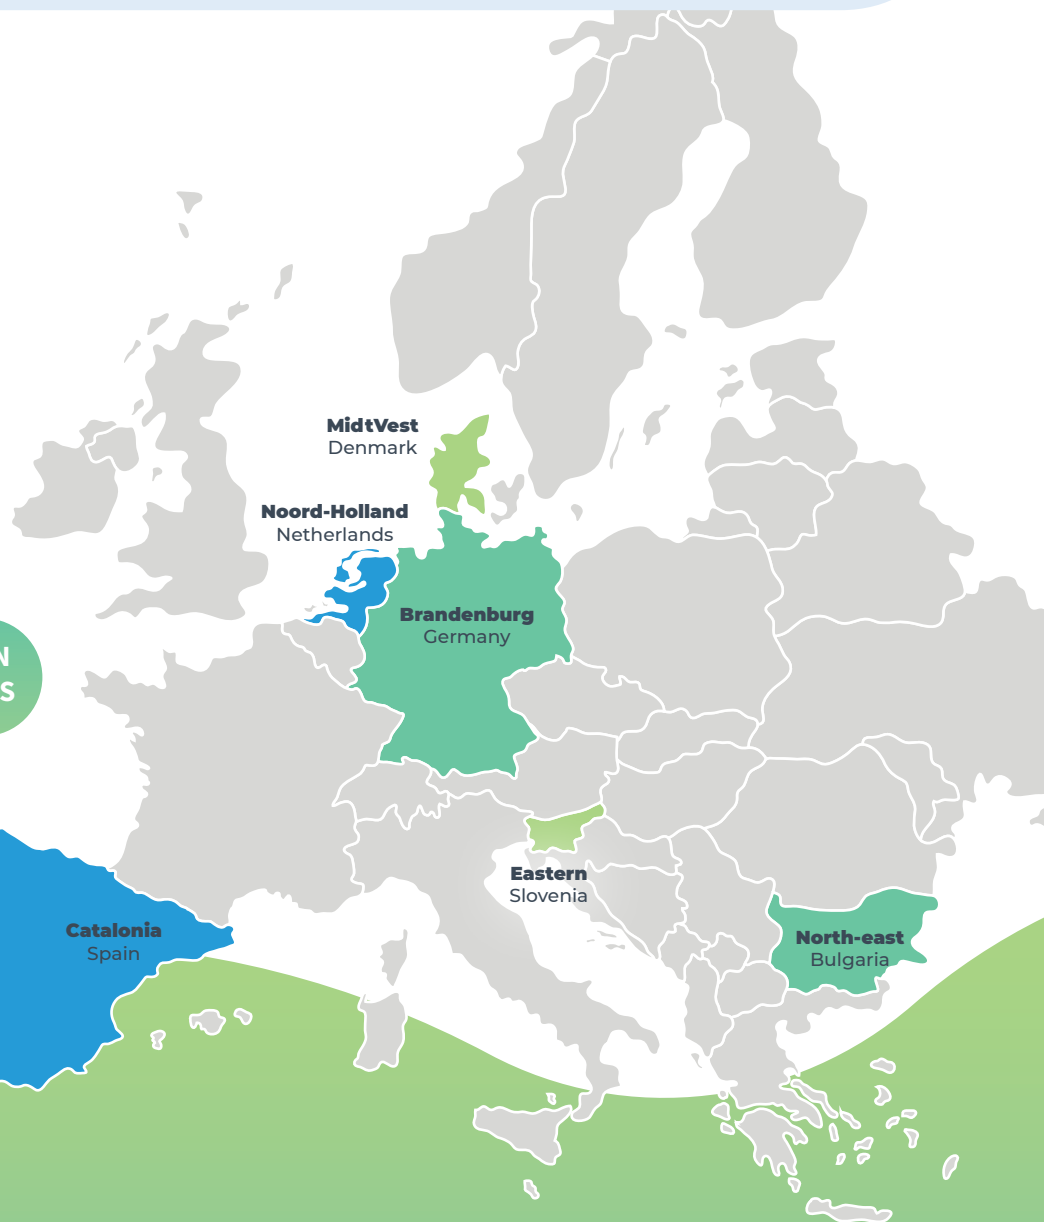 MidtVest
Denmark
Noord-Holland
Netherlands
Brandenburg
Germany
N
S
Eastern
Slovenia
Catalonia
Spain
North-east
Bulgaria